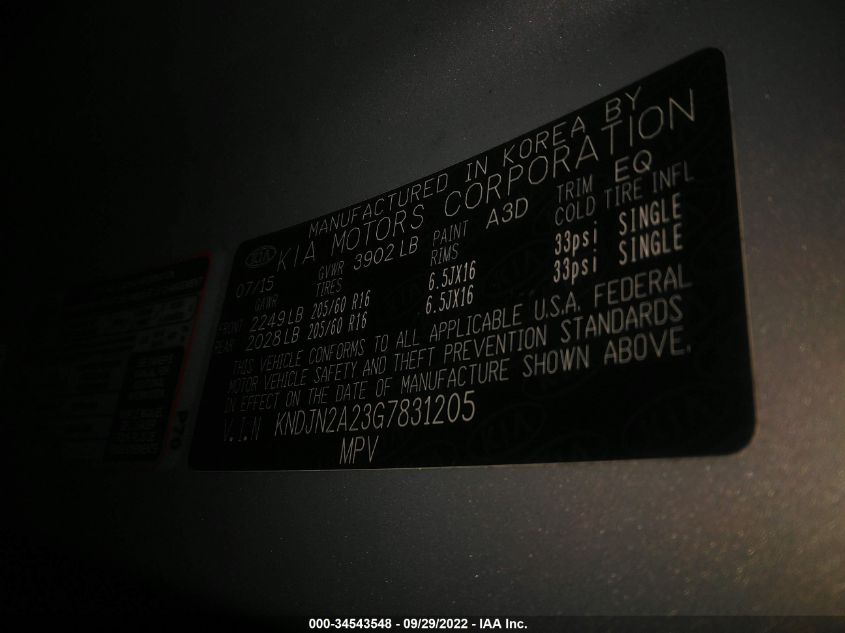 MANUFACTURED IN KOREA BY
KIA KIA MOTORS CORPORATION
07/15 GVWR 3902 LB PAINT A3D TRIM EQ
GAWR TIRES RIMS COLD TIRE INFL
FRONT 2249LB 205/60 R16 6.5JX16 33psi SINGLE
REAR 2028LB 205/60 R16 6.5JX16 33psi SINGLE
THIS VEHICLE CONFORMS TO ALL APPLICABLE U.S.A. FEDERAL
MOTOR VEHICLE SAFETY AND THEFT PREVENTION STANDARDS
IN EFFECT ON THE DATE OF MANUFACTURE SHOWN ABOVE.
V.I.N KNDJN2A23G7831205
MPV
000-34543548 - 09/29/2022 - IAA Inc.